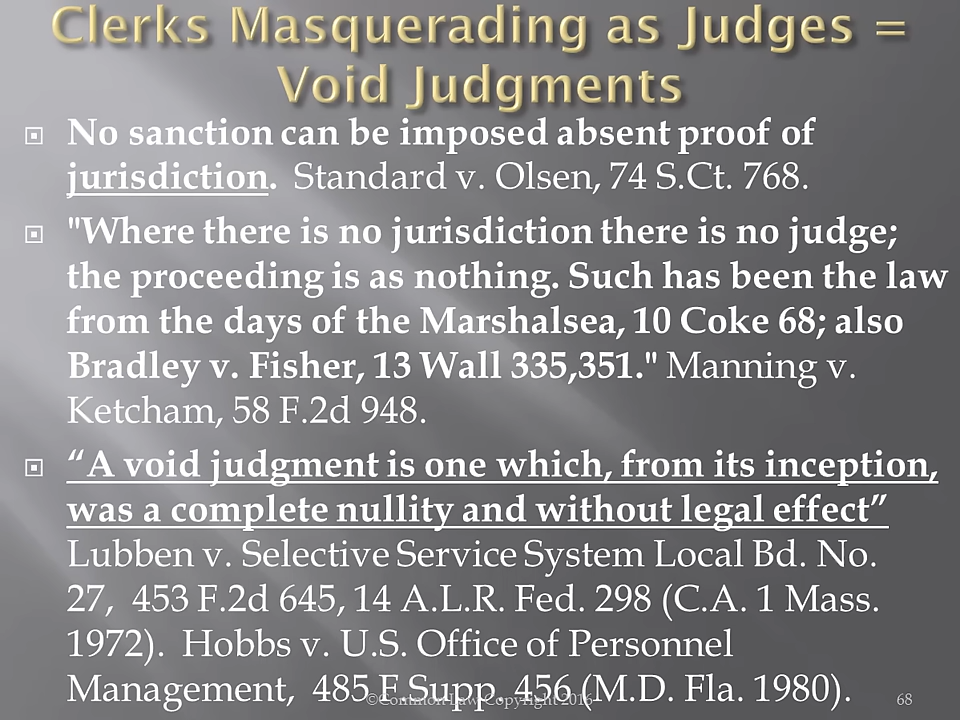 Clerks Masquerading as Judges =
Void Judgments
No sanction can be imposed absent proof of
jurisdiction. Standard v. Olsen, 74 S.Ct. 768.
"Where there is no jurisdiction there is no judge;
the proceeding is as nothing. Such has been the law
from the days of the Marshalsea, 10 Coke 68; also
Bradley v. Fisher, 13 Wall 335,351." Manning v.
Ketcham, 58 F.2d 948.
“A void judgment is one which, from its inception,
was a complete nullity and without legal effect”
Lubben v. Selective Service System Local Bd. No.
27, 453 F.2d 645, 14 A.L.R. Fed. 298 (C.A. 1 Mass.
1972). Hobbs v. U.S. Office of Personnel
Management, 485 F.Supp. 456 (M.D. Fla. 1980).
©Common Law Copyright 2016
68